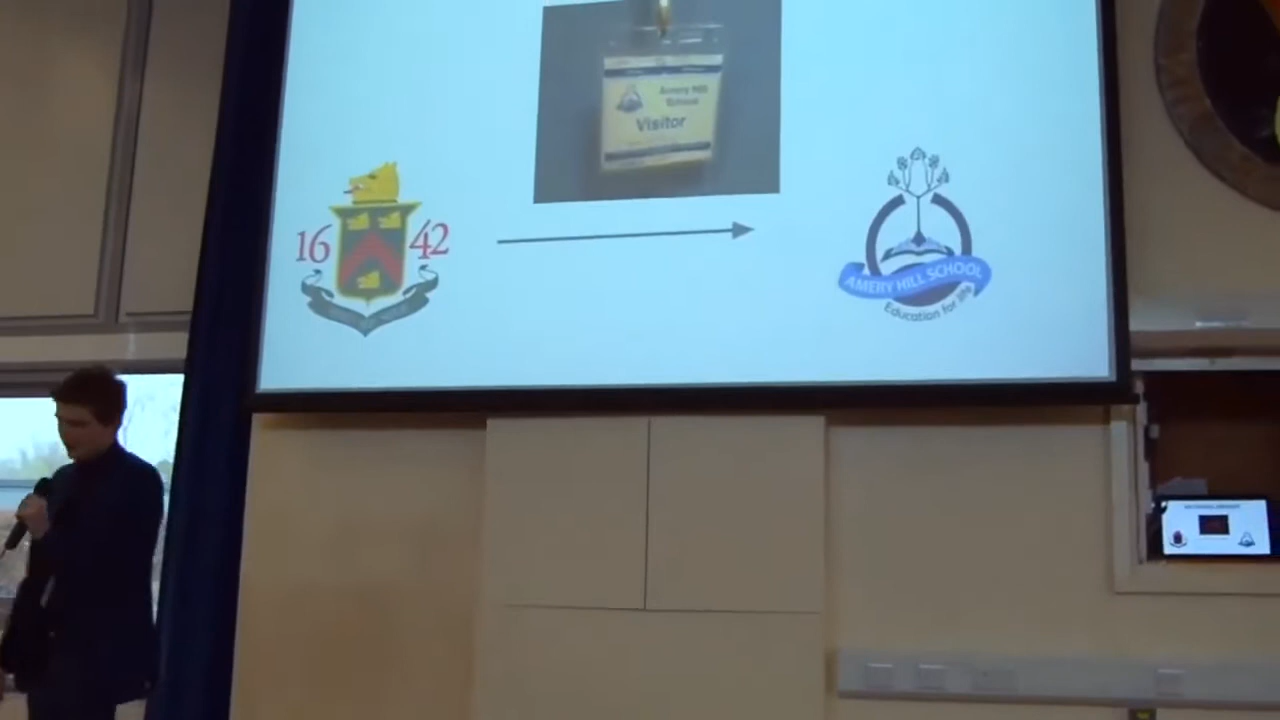 Amery Hill
School
Visitor
16 42
AMERY HILL SCHOOL
Education for life